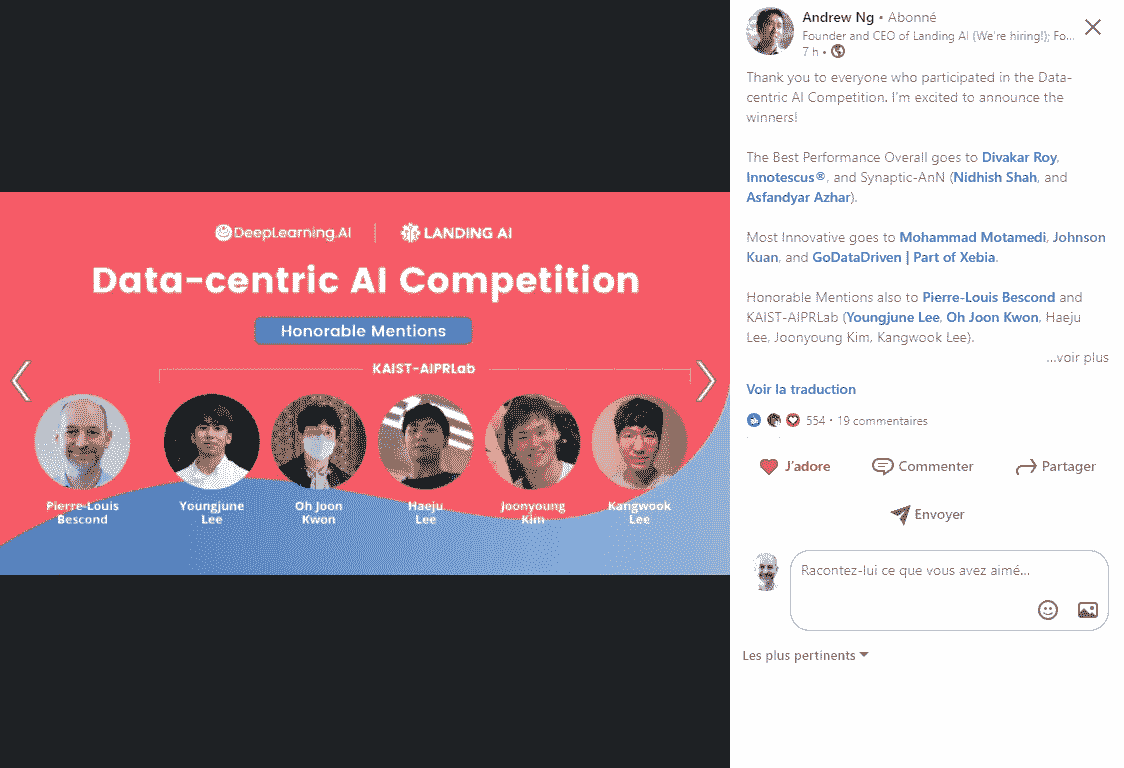 DeepLearning.AI
LANDING AI
Data-centric AI Competition
Honorable Mentions
KAIST-AIPRLab
Pierre-Louis
Bescond
Youngjune
Lee
Oh Joon
Kwon
Haeju
Lee
Joonyoung
Kim
Kangwook
Lee
Andrew Ng • Abonné
Founder and CEO of Landing AI (We're hiring!); Fo...
7 h •
Thank you to everyone who participated in the Data-
centric AI Competition. I'm excited to announce the
winners!
The Best Performance Overall goes to Divakar Roy,
Innotescus®, and Synaptic-AnN (Nidhish Shah, and
Asfandyar Azhar).
Most Innovative goes to Mohammad Motamedi, Johnson
Kuan, and GoDataDriven | Part of Xebia.
Honorable Mentions also to Pierre-Louis Bescond and
KAIST-AIPRLab (Youngjune Lee, Oh Joon Kwon, Haeju
Lee, Joonyoung Kim, Kangwook Lee).
...voir plus
Voir la traduction
554 • 19 commentaires
J'adore
Commenter
Partager
Envoyer
Racontez-lui ce que vous avez aimé...
Les plus pertinents